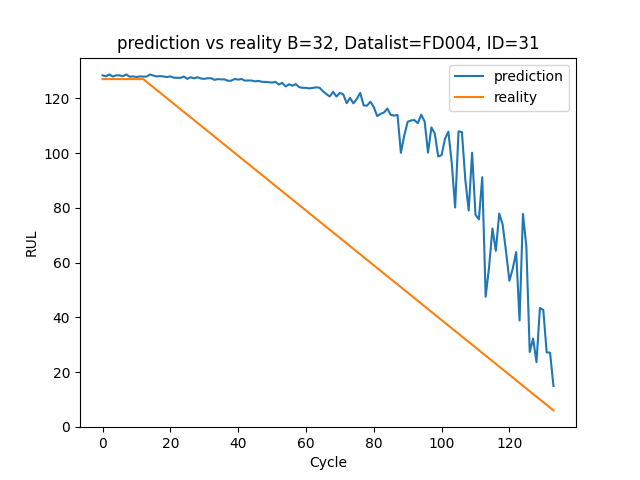 prediction vs reality B=32, Datalist=FD004, ID=31
prediction
reality
RUL
120
100
80
60
40
20
0
0 20 40 60 80 100 120
Cycle